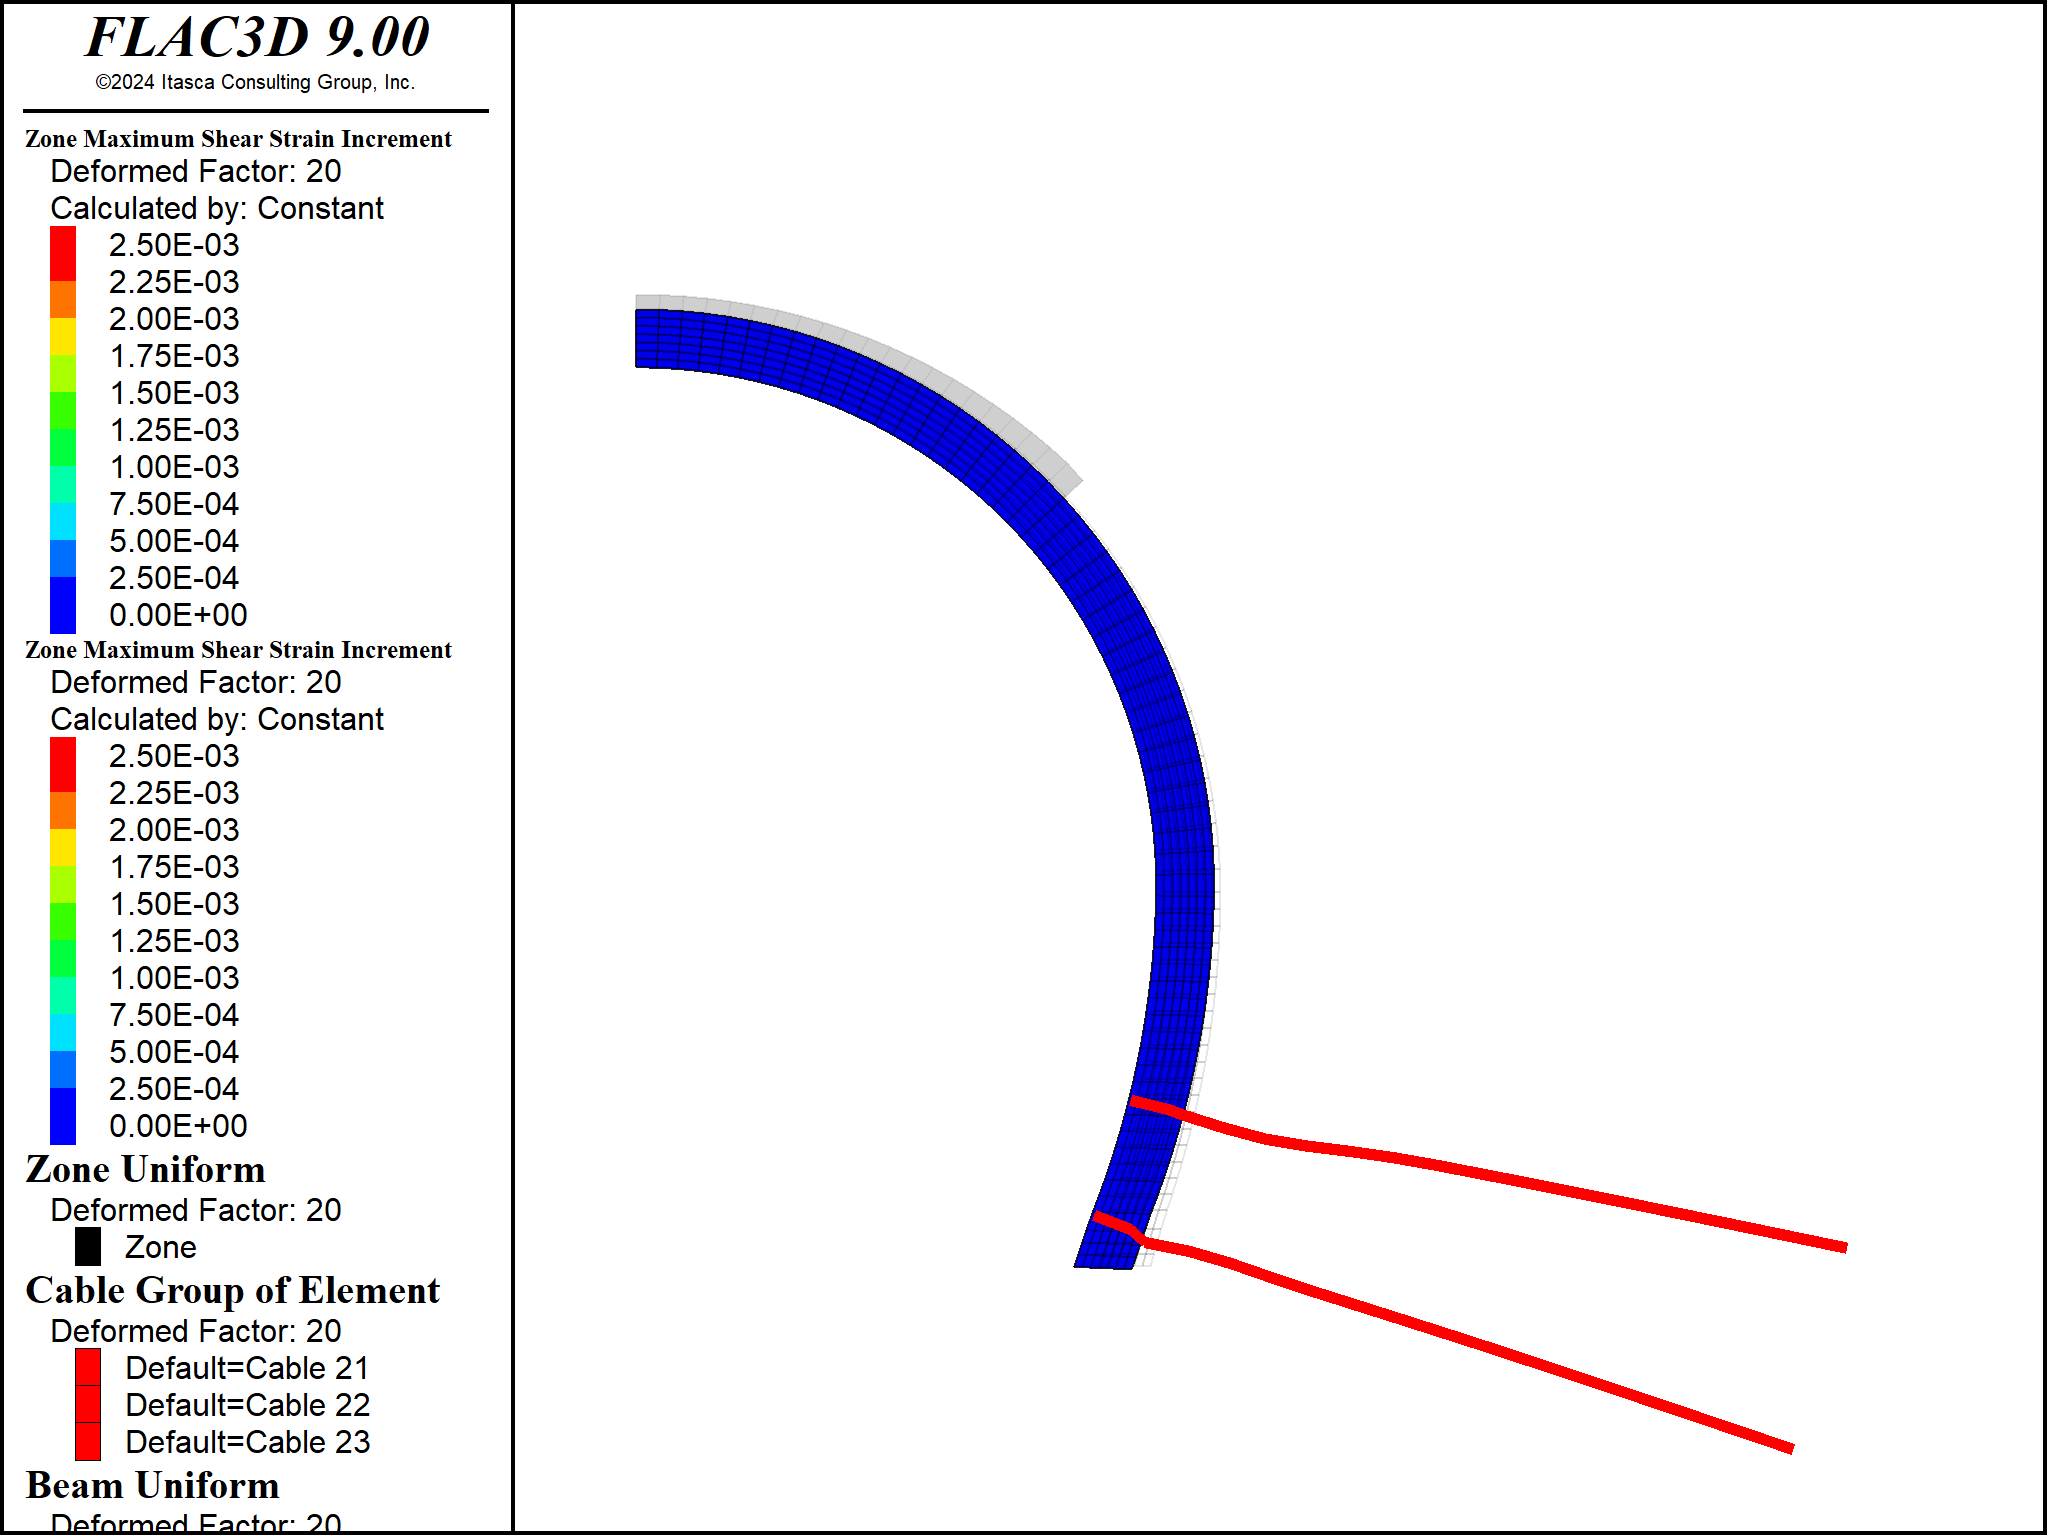 FLAC3D 9.00
©2024 Itasca Consulting Group, Inc.
Zone Maximum Shear Strain Increment
Deformed Factor: 20
Calculated by: Constant
2.50E-03
2.25E-03
2.00E-03
1.75E-03
1.50E-03
1.25E-03
1.00E-03
7.50E-04
5.00E-04
2.50E-04
0.00E+00
Zone Maximum Shear Strain Increment
Deformed Factor: 20
Calculated by: Constant
2.50E-03
2.25E-03
2.00E-03
1.75E-03
1.50E-03
1.25E-03
1.00E-03
7.50E-04
5.00E-04
2.50E-04
0.00E+00
Zone Uniform
Deformed Factor: 20
Zone
Cable Group of Element
Deformed Factor: 20
Default=Cable 21
Default=Cable 22
Default=Cable 23
Beam Uniform
Deformed Factor: 20